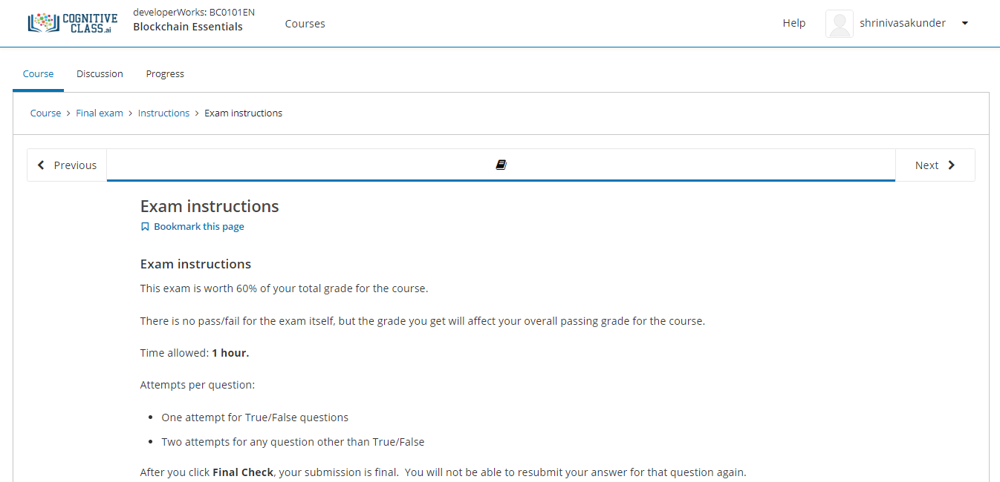 COGNITIVE
CLASS.ai
developerWorks: BC0101EN
Blockchain Essentials
Courses
Help
shrinivasakunder
Course
Discussion
Progress
Course > Final exam > Instructions > Exam instructions
Previous
Next
Exam instructions
Bookmark this page
Exam instructions
This exam is worth 60% of your total grade for the course.
There is no pass/fail for the exam itself, but the grade you get will affect your overall passing grade for the course.
Time allowed: 1 hour.
Attempts per question:
• One attempt for True/False questions
• Two attempts for any question other than True/False
After you click Final Check, your submission is final.  You will not be able to resubmit your answer for that question again.